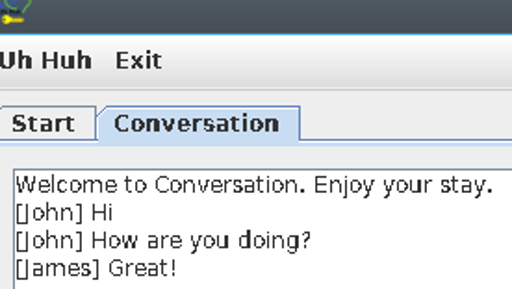 Uh Huh Exit
Start Conversation
Welcome to Conversation. Enjoy your stay.
[John] Hi
[John] How are you doing?
[James] Great!